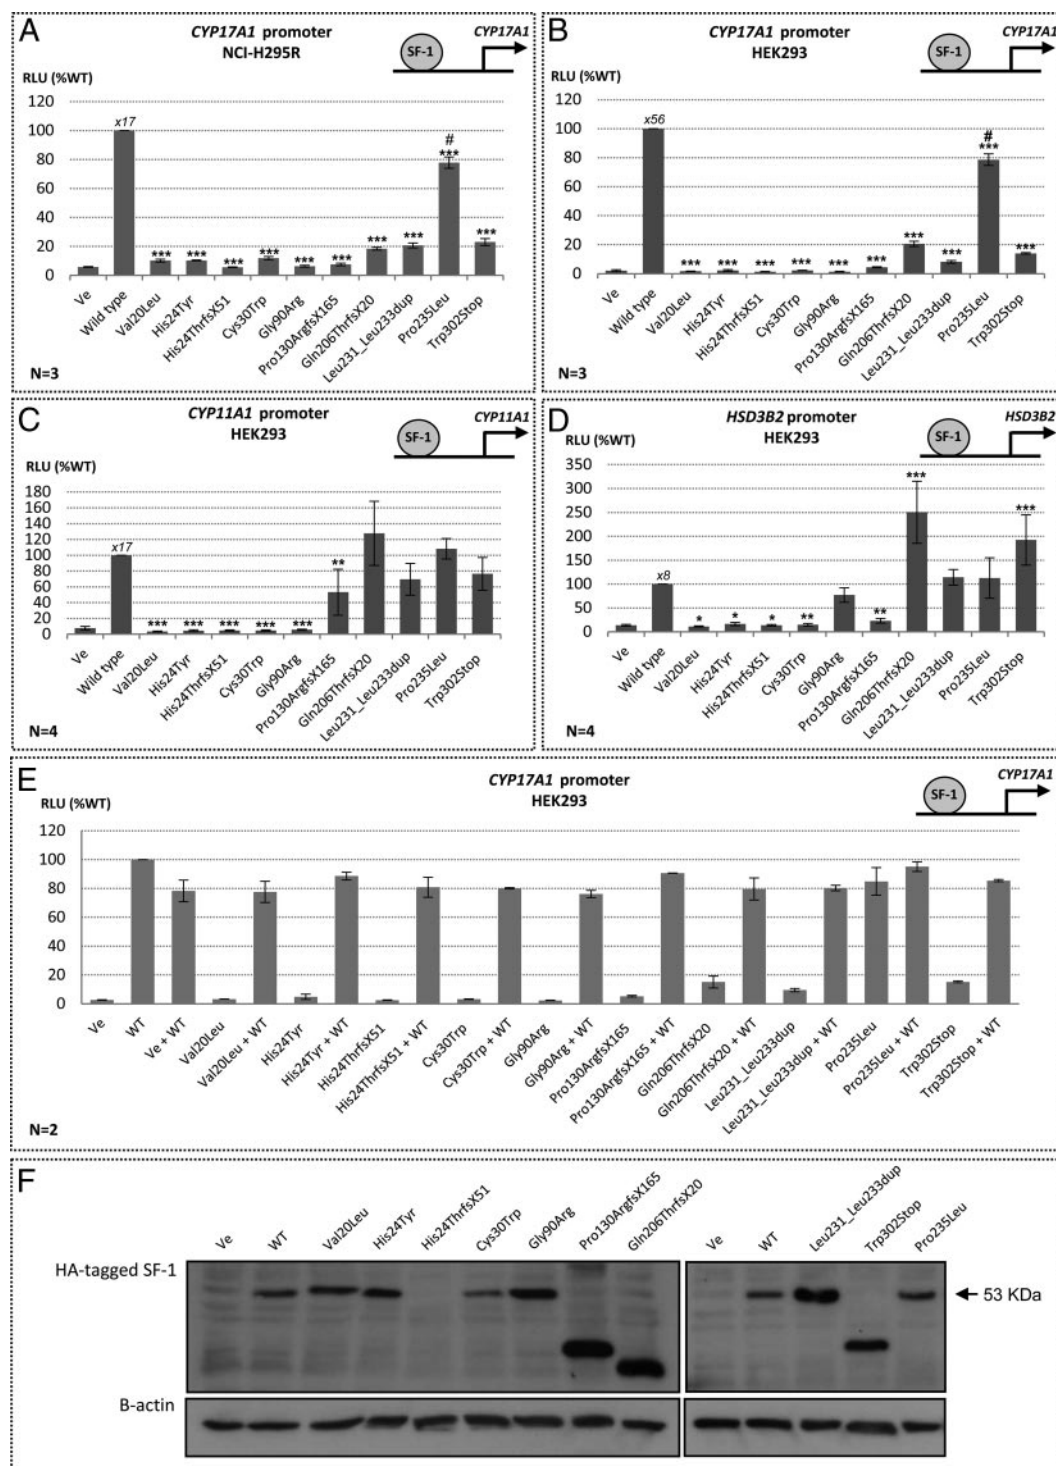 A
CYP17A1 promoter
NCI-H295R
SF-1
CYP17A1
RLU (%WT)
120
100
80
60
40
20
0
x17
***
***
***
***
***
***
***
***
#
***
***
Ve
Wild type
Val20Leu
His24Tyr
His24ThrfsX51
Cys30Trp
Gly90Arg
Pro130ArgfsX165
Gln206ThrfsX20
Leu231_Leu233dup
Pro235Leu
Trp302Stop
N=3
B
CYP17A1 promoter
HEK293
SF-1
CYP17A1
RLU (%WT)
120
100
80
60
40
20
0
x56
***
***
***
***
***
***
***
***
#
***
***
Ve
Wild type
Val20Leu
His24Tyr
His24ThrfsX51
Cys30Trp
Gly90Arg
Pro130ArgfsX165
Gln206ThrfsX20
Leu231_Leu233dup
Pro235Leu
Trp302Stop
N=3
C
CYP11A1 promoter
HEK293
SF-1
CYP11A1
RLU (%WT)
180
160
140
120
100
80
60
40
20
0
x17
***
***
***
***
***
**
Ve
Wild type
Val20Leu
His24Tyr
His24ThrfsX51
Cys30Trp
Gly90Arg
Pro130ArgfsX165
Gln206ThrfsX20
Leu231_Leu233dup
Pro235Leu
Trp302Stop
N=4
D
HSD3B2 promoter
HEK293
SF-1
HSD3B2
RLU (%WT)
350
300
250
200
150
100
50
0
x8
*
*
*
**
**
***
***
Ve
Wild type
Val20Leu
His24Tyr
His24ThrfsX51
Cys30Trp
Gly90Arg
Pro130ArgfsX165
Gln206ThrfsX20
Leu231_Leu233dup
Pro235Leu
Trp302Stop
N=4
E
CYP17A1 promoter
HEK293
SF-1
CYP17A1
RLU (%WT)
120
100
80
60
40
20
0
Ve
WT
Ve + WT
Val20Leu
Val20Leu + WT
His24Tyr
His24Tyr + WT
His24ThrfsX51
His24ThrfsX51 + WT
Cys30Trp
Cys30Trp + WT
Gly90Arg
Gly90Arg + WT
Pro130ArgfsX165
Pro130ArgfsX165 + WT
Gln206ThrfsX20
Gln206ThrfsX20 + WT
Leu231_Leu233dup
Leu231_Leu233dup + WT
Pro235Leu
Pro235Leu + WT
Trp302Stop
Trp302Stop + WT
N=2
F
Ve
WT
Val20Leu
His24Tyr
His24ThrfsX51
Cys30Trp
Gly90Arg
Pro130ArgfsX165
Gln206ThrfsX20
Ve
WT
Leu231_Leu233dup
Trp302Stop
Pro235Leu
HA-tagged SF-1
53 KDa
B-actin